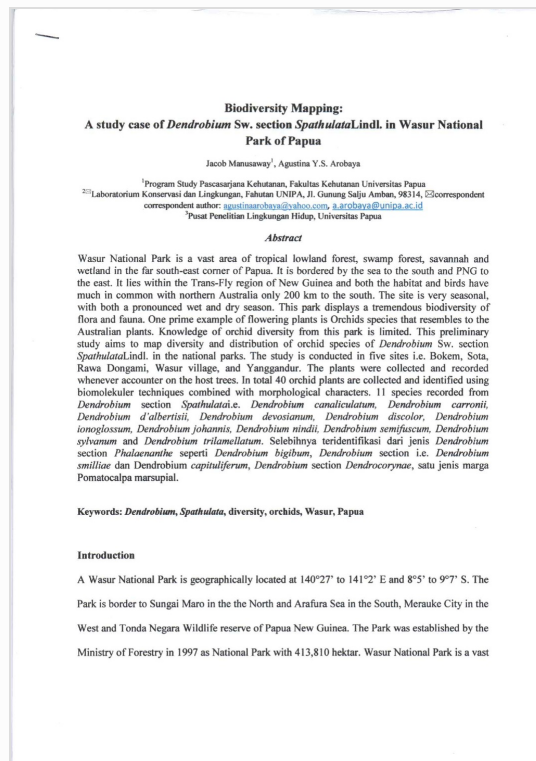 Biodiversity Mapping:
A study case of Dendrobium Sw. section SpathulataLindl. in Wasur National
Park of Papua
Jacob Manusaway1, Agustina Y.S. Arobaya
1Program Study Pascasarjana Kehutanan, Fakultas Kehutanan Universitas Papua
2✉Laboratorium Konservasi dan Lingkungan, Fahutan UNIPA, Jl. Gunung Salju Amban, 98314, ✉correspondent
correspondent author: agustinaarobaya@yahoo.com, a.arobaya@unipa.ac.id
3Pusat Penelitian Lingkungan Hidup, Universitas Papua
Abstract
Wasur National Park is a vast area of tropical lowland forest, swamp forest, savannah and
wetland in the far south-east corner of Papua. It is bordered by the sea to the south and PNG to
the east. It lies within the Trans-Fly region of New Guinea and both the habitat and birds have
much in common with northern Australia only 200 km to the south. The site is very seasonal,
with both a pronounced wet and dry season. This park displays a tremendous biodiversity of
flora and fauna. One prime example of flowering plants is Orchids species that resembles to the
Australian plants. Knowledge of orchid diversity from this park is limited. This preliminary
study aims to map diversity and distribution of orchid species of Dendrobium Sw. section
SpathulataLindl. in the national parks. The study is conducted in five sites i.e. Bokem, Sota,
Rawa Dongami, Wasur village, and Yanggandur. The plants were collected and recorded
whenever accounter on the host trees. In total 40 orchid plants are collected and identified using
biomolekuler techniques combined with morphological characters. 11 species recorded from
Dendrobium section Spathulatai.e. Dendrobium canaliculatum, Dendrobium carronii,
Dendrobium d'albertisii, Dendrobium devosianum, Dendrobium discolor, Dendrobium
ionoglossum, Dendrobium johannis, Dendrobium nindii, Dendrobium semifuscum, Dendrobium
sylvanum and Dendrobium trilamellatum. Selebihnya teridentifikasi dari jenis Dendrobium
section Phalaenanthe seperti Dendrobium bigibum, Dendrobium section i.e. Dendrobium
smilliae dan Dendrobium capituliferum, Dendrobium section Dendrocorynae, satu jenis marga
Pomatocalpa marsupial.
Keywords: Dendrobium, Spathulata, diversity, orchids, Wasur, Papua
Introduction
A Wasur National Park is geographically located at 140°27' to 141°2' E and 8°5' to 9°7' S. The
Park is border to Sungai Maro in the the North and Arafura Sea in the South, Merauke City in the
West and Tonda Negara Wildlife reserve of Papua New Guinea. The Park was established by the
Ministry of Forestry in 1997 as National Park with 413,810 hektar. Wasur National Park is a vast